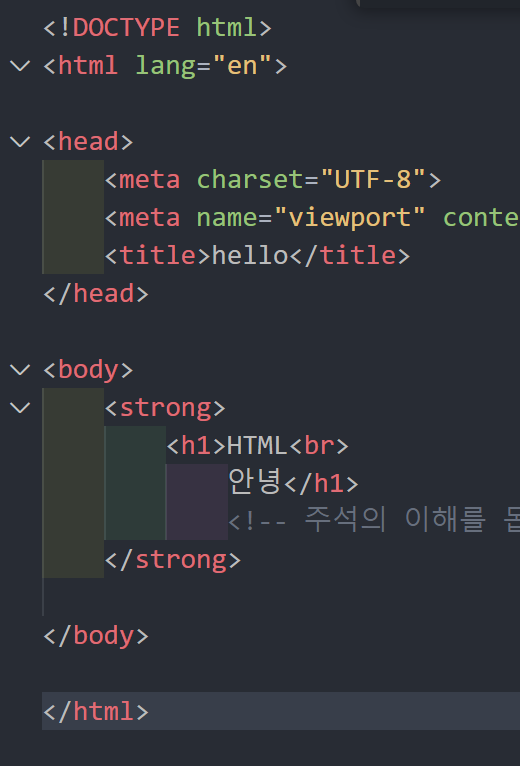 <!DOCTYPE html>
<html lang="en">
<head>
<meta charset="UTF-8">
<meta name="viewport" conte
<title>hello</title>
</head>
<body>
<strong>
<h1>HTML<br>
안녕</h1>
<!-- 주석의 이해를
</strong>
</body>
</html>